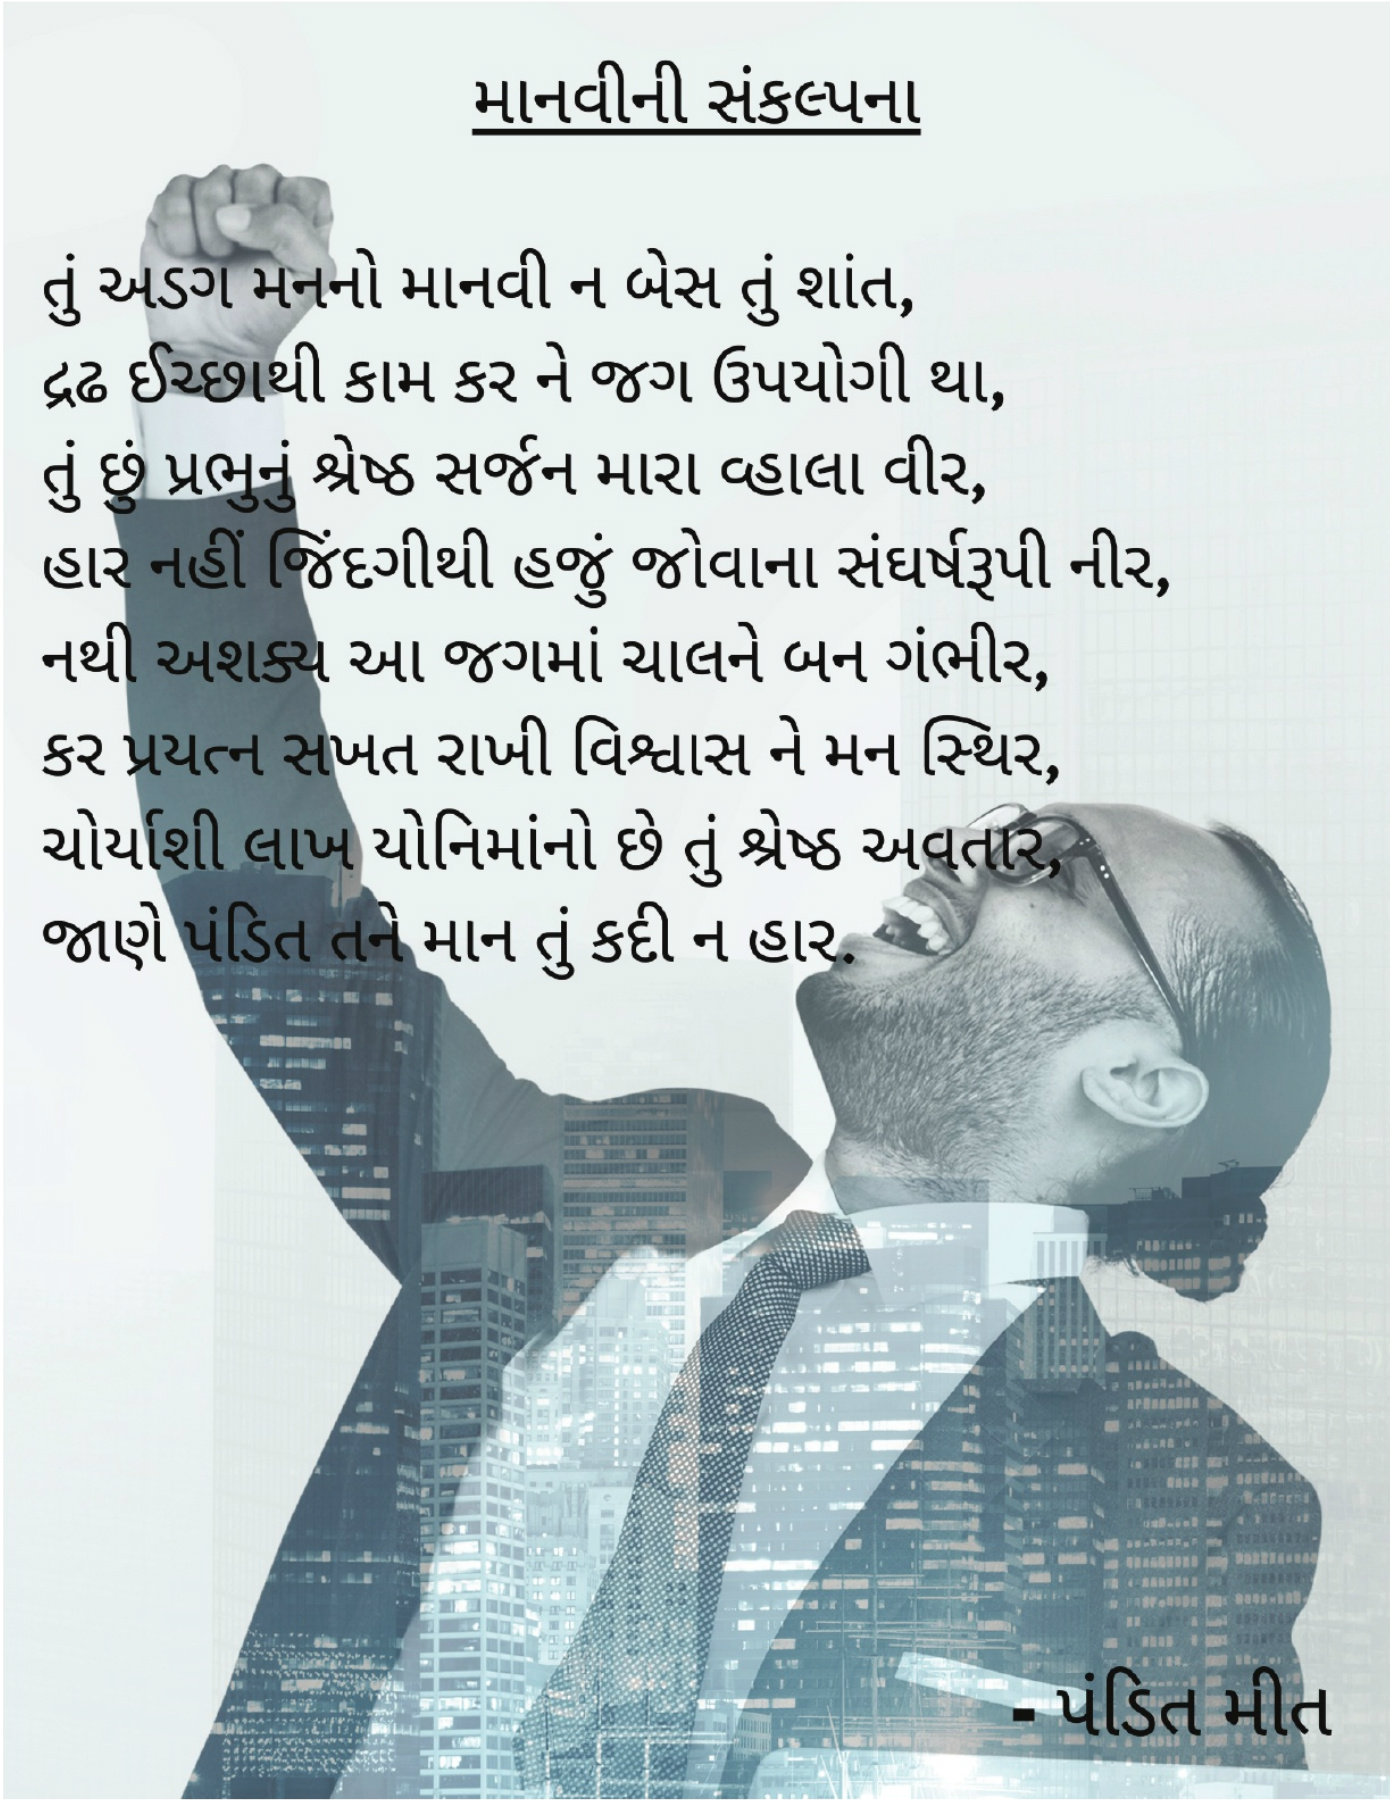 માનવીની સંકલ્પના
તું અડગ મનનો માનવી ન બેસ તું શાંત,
દ્રઢ ઈચ્છાથી કામ કર ને જગ ઉપયોગી થા,
તું છું પ્રભુનું શ્રેષ્ઠ સર્જન મારા વ્હાલા વીર,
હાર નહીં જિંદગીથી હજું જોવાના સંઘર્ષરૂપી નીર,
નથી અશક્ય આ જગમાં ચાલને બન ગંભીર,
કર પ્રયત્ન સખત રાખી વિશ્વાસ ને મન સ્થિર,
ચોર્યાશી લાખ યોનિમાંનો છે તું શ્રેષ્ઠ અવતાર,
જાણે પંડિત તને માન તું કદી ન હાર.
- પંડિત મીત